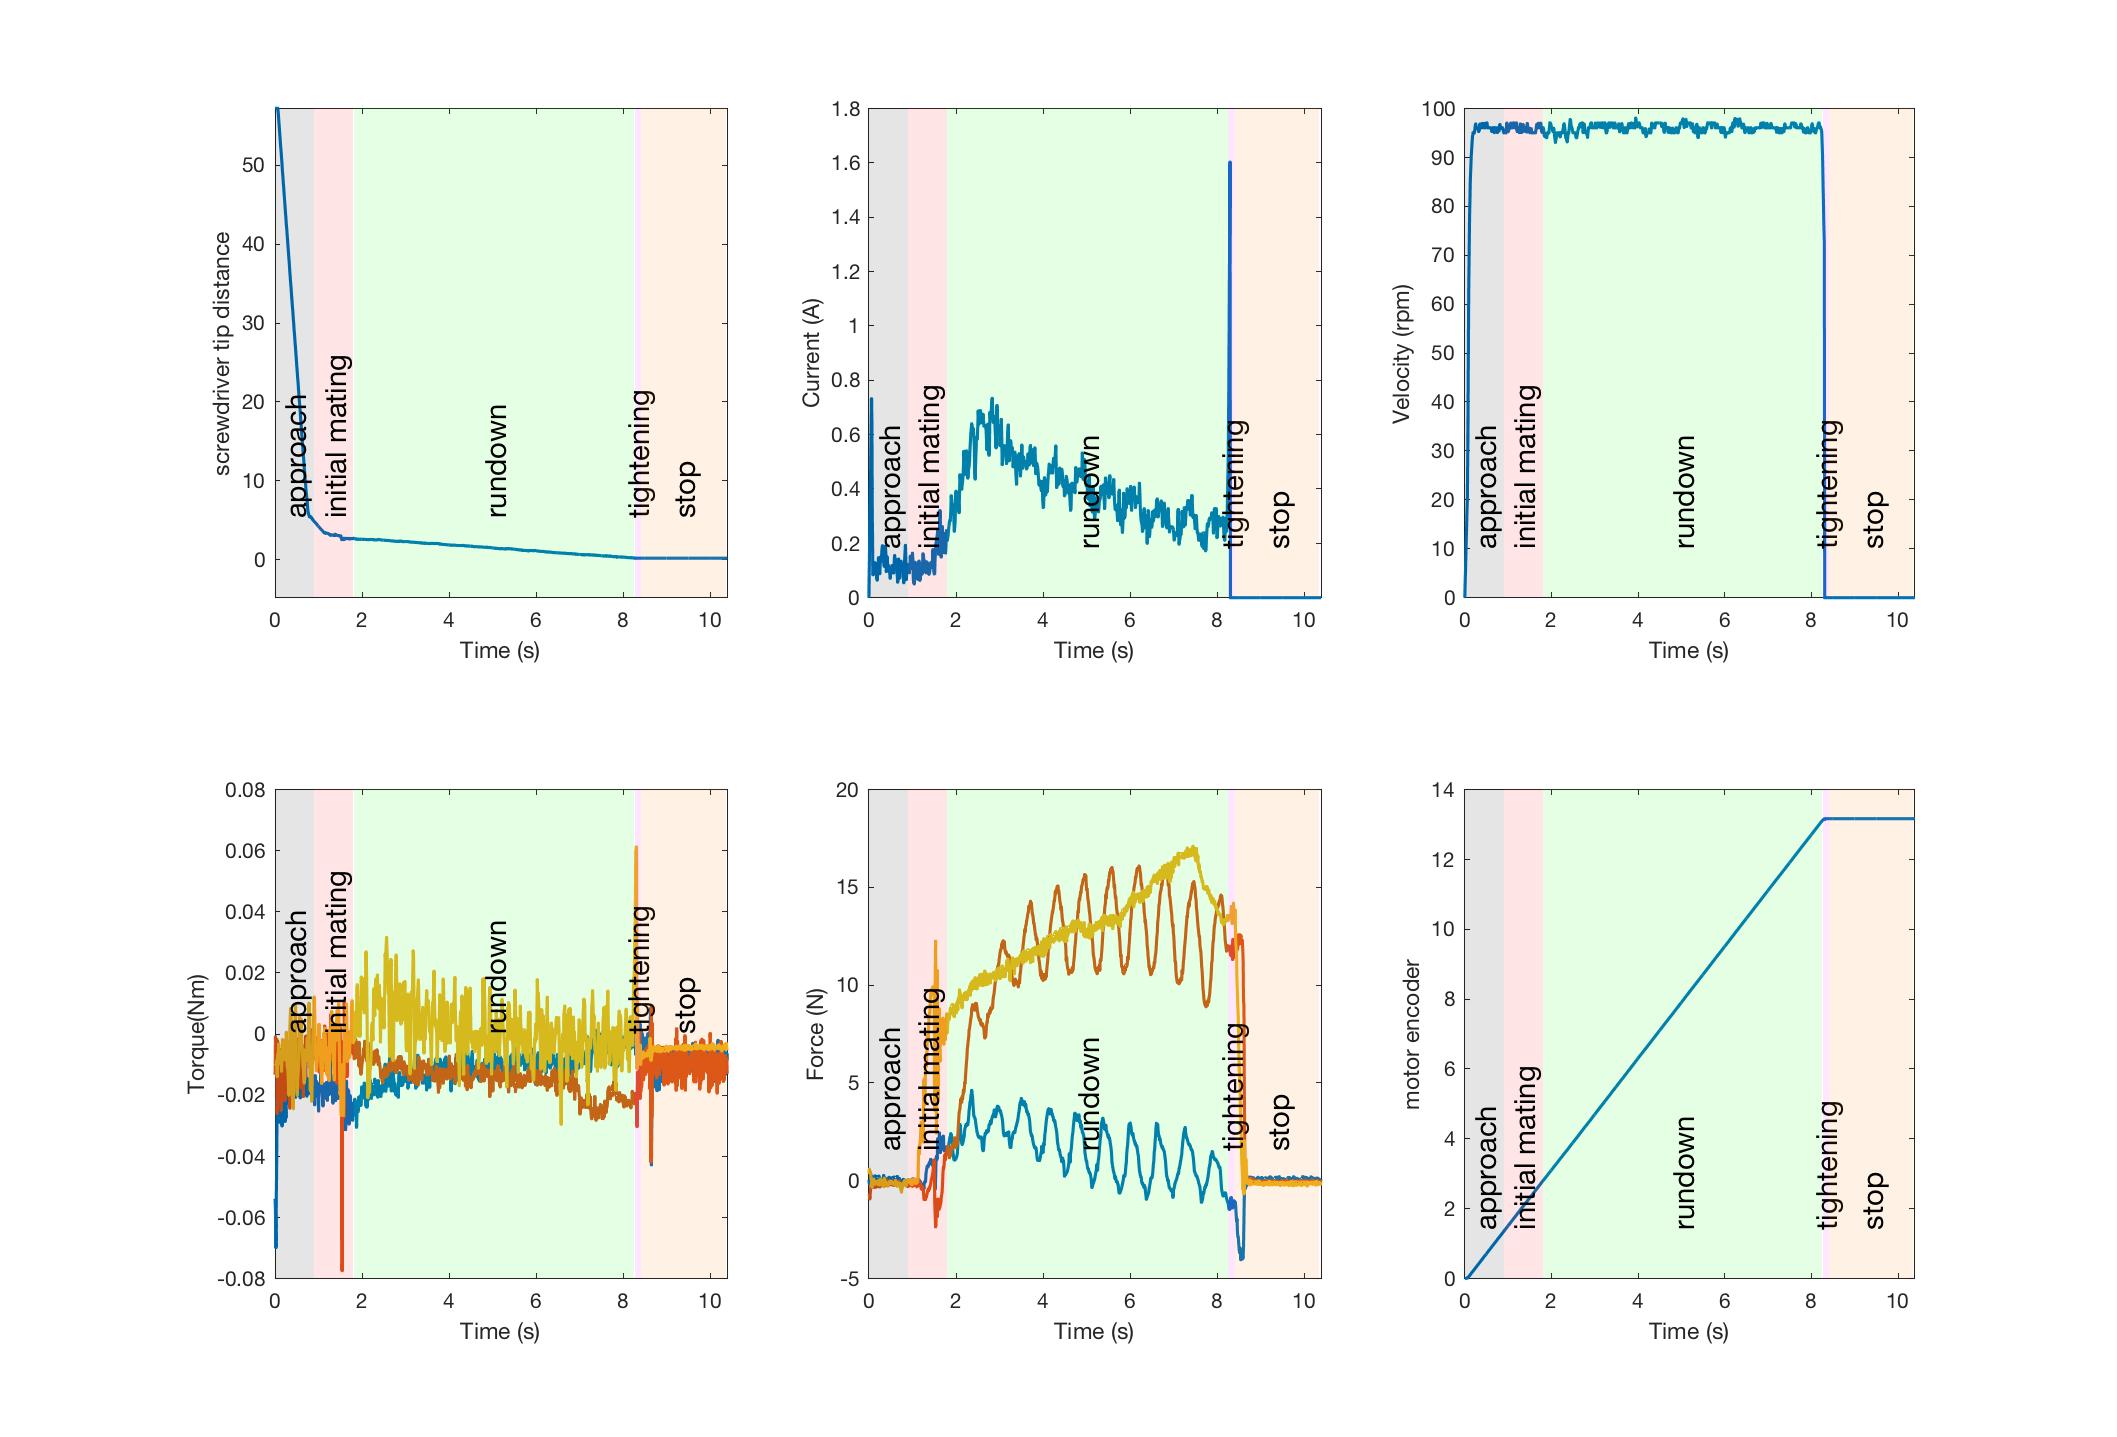 screwdriver tip distance
50
40
30
20
10
0
approach
initial mating
rundown
tightening
stop
0 2 4 6 8 10
Time (s)
Current (A)
1.8
1.6
1.4
1.2
1
0.8
0.6
0.4
0.2
0
approach
initial mating
rundown
tightening
stop
0 2 4 6 8 10
Time (s)
Velocity (rpm)
100
90
80
70
60
50
40
30
20
10
0
approach
initial mating
rundown
tightening
stop
0 2 4 6 8 10
Time (s)
Torque(Nm)
0.08
0.06
0.04
0.02
0
-0.02
-0.04
-0.06
-0.08
approach
initial mating
rundown
tightening
stop
0 2 4 6 8 10
Time (s)
Force (N)
20
15
10
5
0
-5
approach
initial mating
rundown
tightening
stop
0 2 4 6 8 10
Time (s)
motor encoder
14
12
10
8
6
4
2
0
approach
initial mating
rundown
tightening
stop
0 2 4 6 8 10
Time (s)